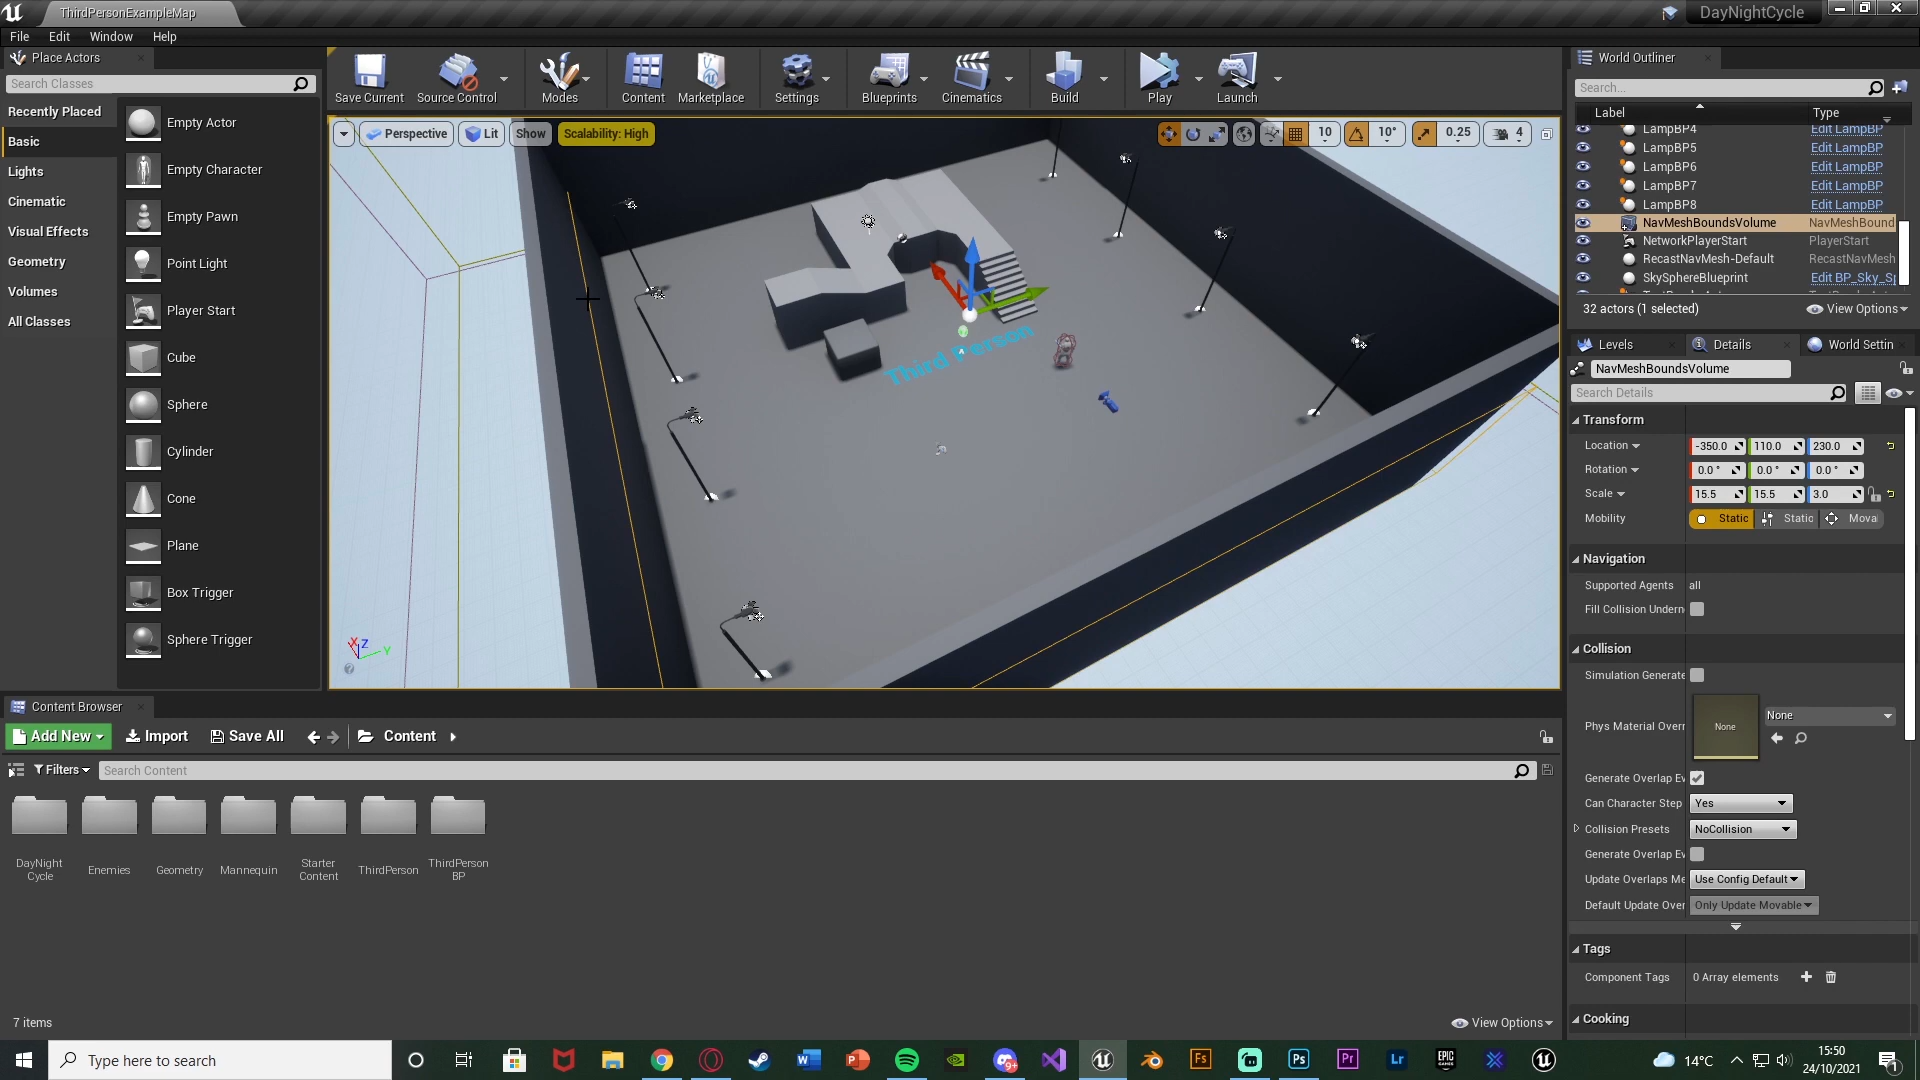 ThirdPersonExampleMap
DayNightCycle
File Edit Window Help
Place Actors
Search Classes
Recently Placed
Basic
Lights
Cinematic
Visual Effects
Geometry
Volumes
All Classes
Empty Actor
Empty Character
Empty Pawn
Point Light
Player Start
Cube
Sphere
Cylinder
Cone
Plane
Box Trigger
Sphere Trigger
Save Current Source Control Modes Content Marketplace Settings Blueprints Cinematics Build Play Launch
Perspective Lit Show Scalability: High 10 10° 0.25 4
Third Person
X Z Y
World Outliner
Search...
Label Type
LampBP4 Edit LampBP
LampBP5 Edit LampBP
LampBP6 Edit LampBP
LampBP7 Edit LampBP
LampBP8 Edit LampBP
NavMeshBoundsVolume NavMeshBound
NetworkPlayerStart PlayerStart
RecastNavMesh-Default RecastNavMesh
SkySphereBlueprint Edit BP_Sky_S
32 actors (1 selected) View Options
Levels Details World Settin
NavMeshBoundsVolume
Search Details
Transform
Location -350.0 110.0 230.0
Rotation 0.0 ° 0.0 ° 0.0 °
Scale 15.5 15.5 3.0
Mobility Static Static Moval
Navigation
Supported Agents all
Fill Collision Undern
Collision
Simulation Generate
Phys Material Overr None None
Generate Overlap Ev
Can Character Step Yes
Collision Presets NoCollision
Generate Overlap Ev
Update Overlaps Me Use Config Default
Default Update Over Only Update Movable
Tags
Component Tags 0 Array elements
Cooking
Content Browser
Add New Import Save All Content
Filters Search Content
DayNight
Cycle
Enemies
Geometry
Mannequin
Starter
Content
ThirdPerson
ThirdPerson
BP
7 items View Options
Type here to search
14°C
15:50
24/10/2021